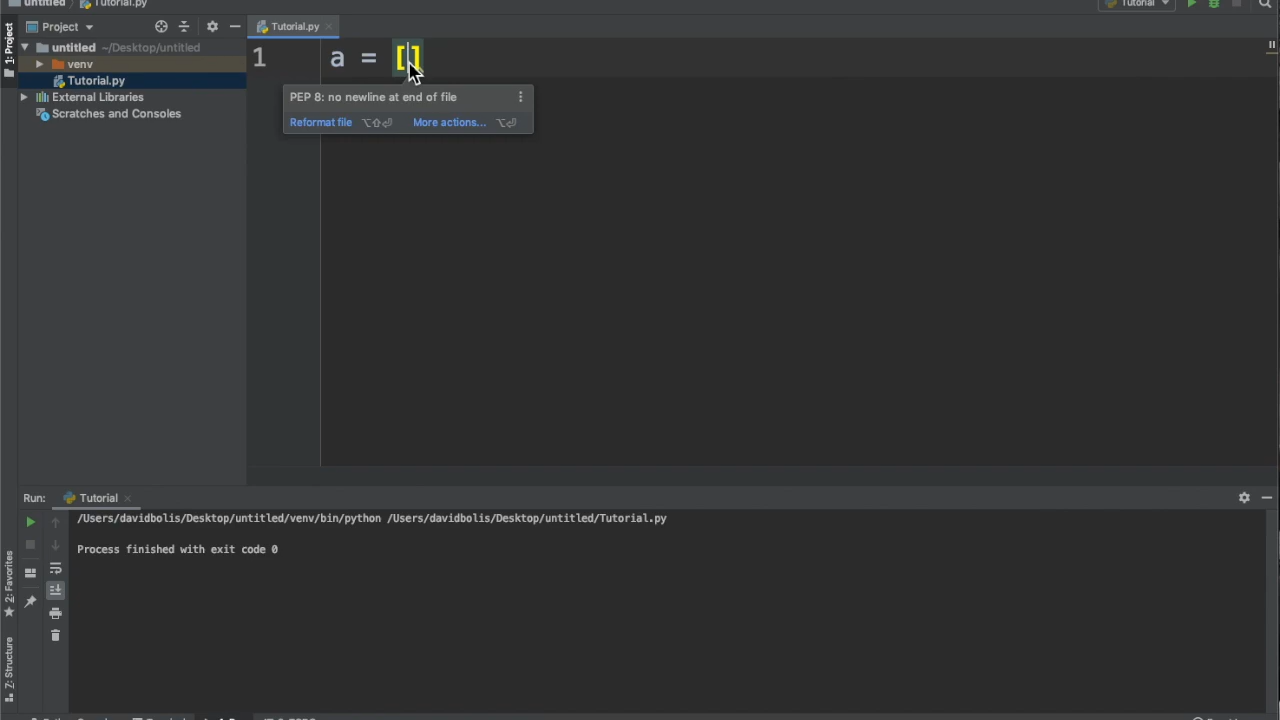 untitled Tutorial.py
Tutorial
1: Project
Project
Tutorial.py
untitled ~/Desktop/untitled
venv
Tutorial.py
External Libraries
Scratches and Consoles
1
a = []
PEP 8: no newline at end of file
Reformat file ⌥⇧⏎ More actions... ⌥⏎
Run: Tutorial
/Users/davidbolis/Desktop/untitled/venv/bin/python /Users/davidbolis/Desktop/untitled/Tutorial.py
Process finished with exit code 0
2: Favorites
Z: Structure